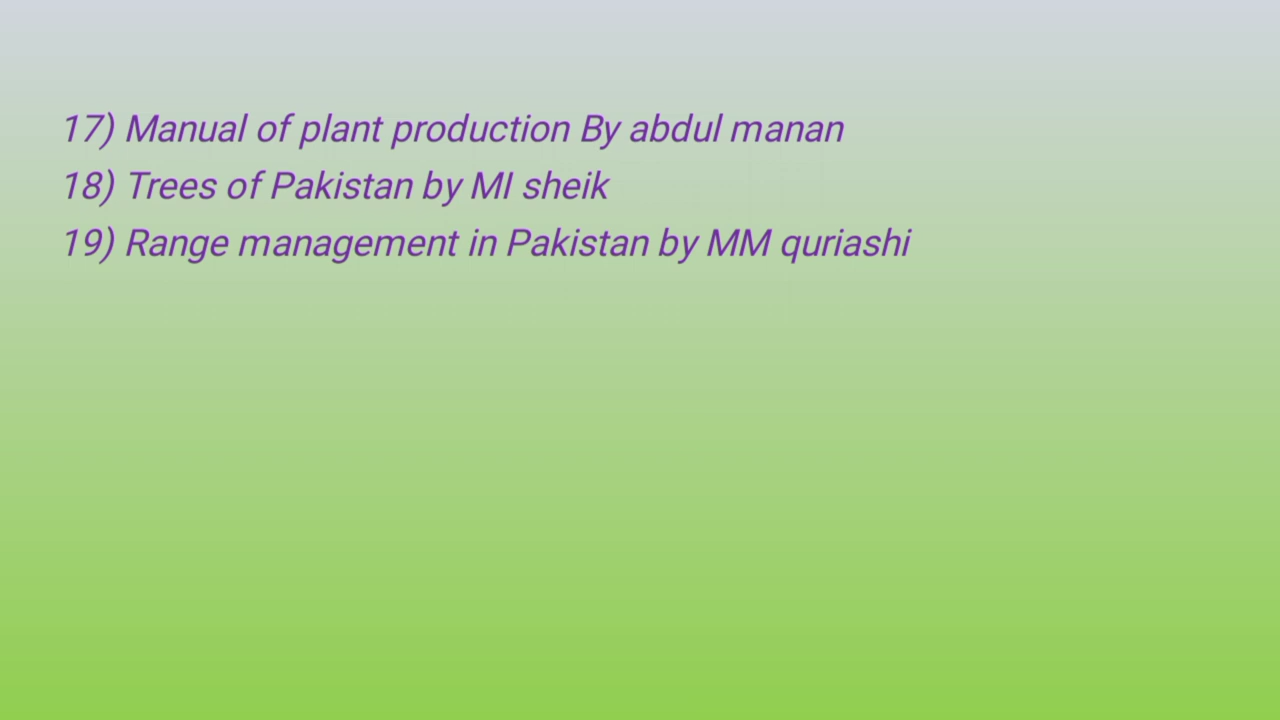 17) Manual of plant production By abdul manan
18) Trees of Pakistan by MI sheik
19) Range management in Pakistan by MM quriashi